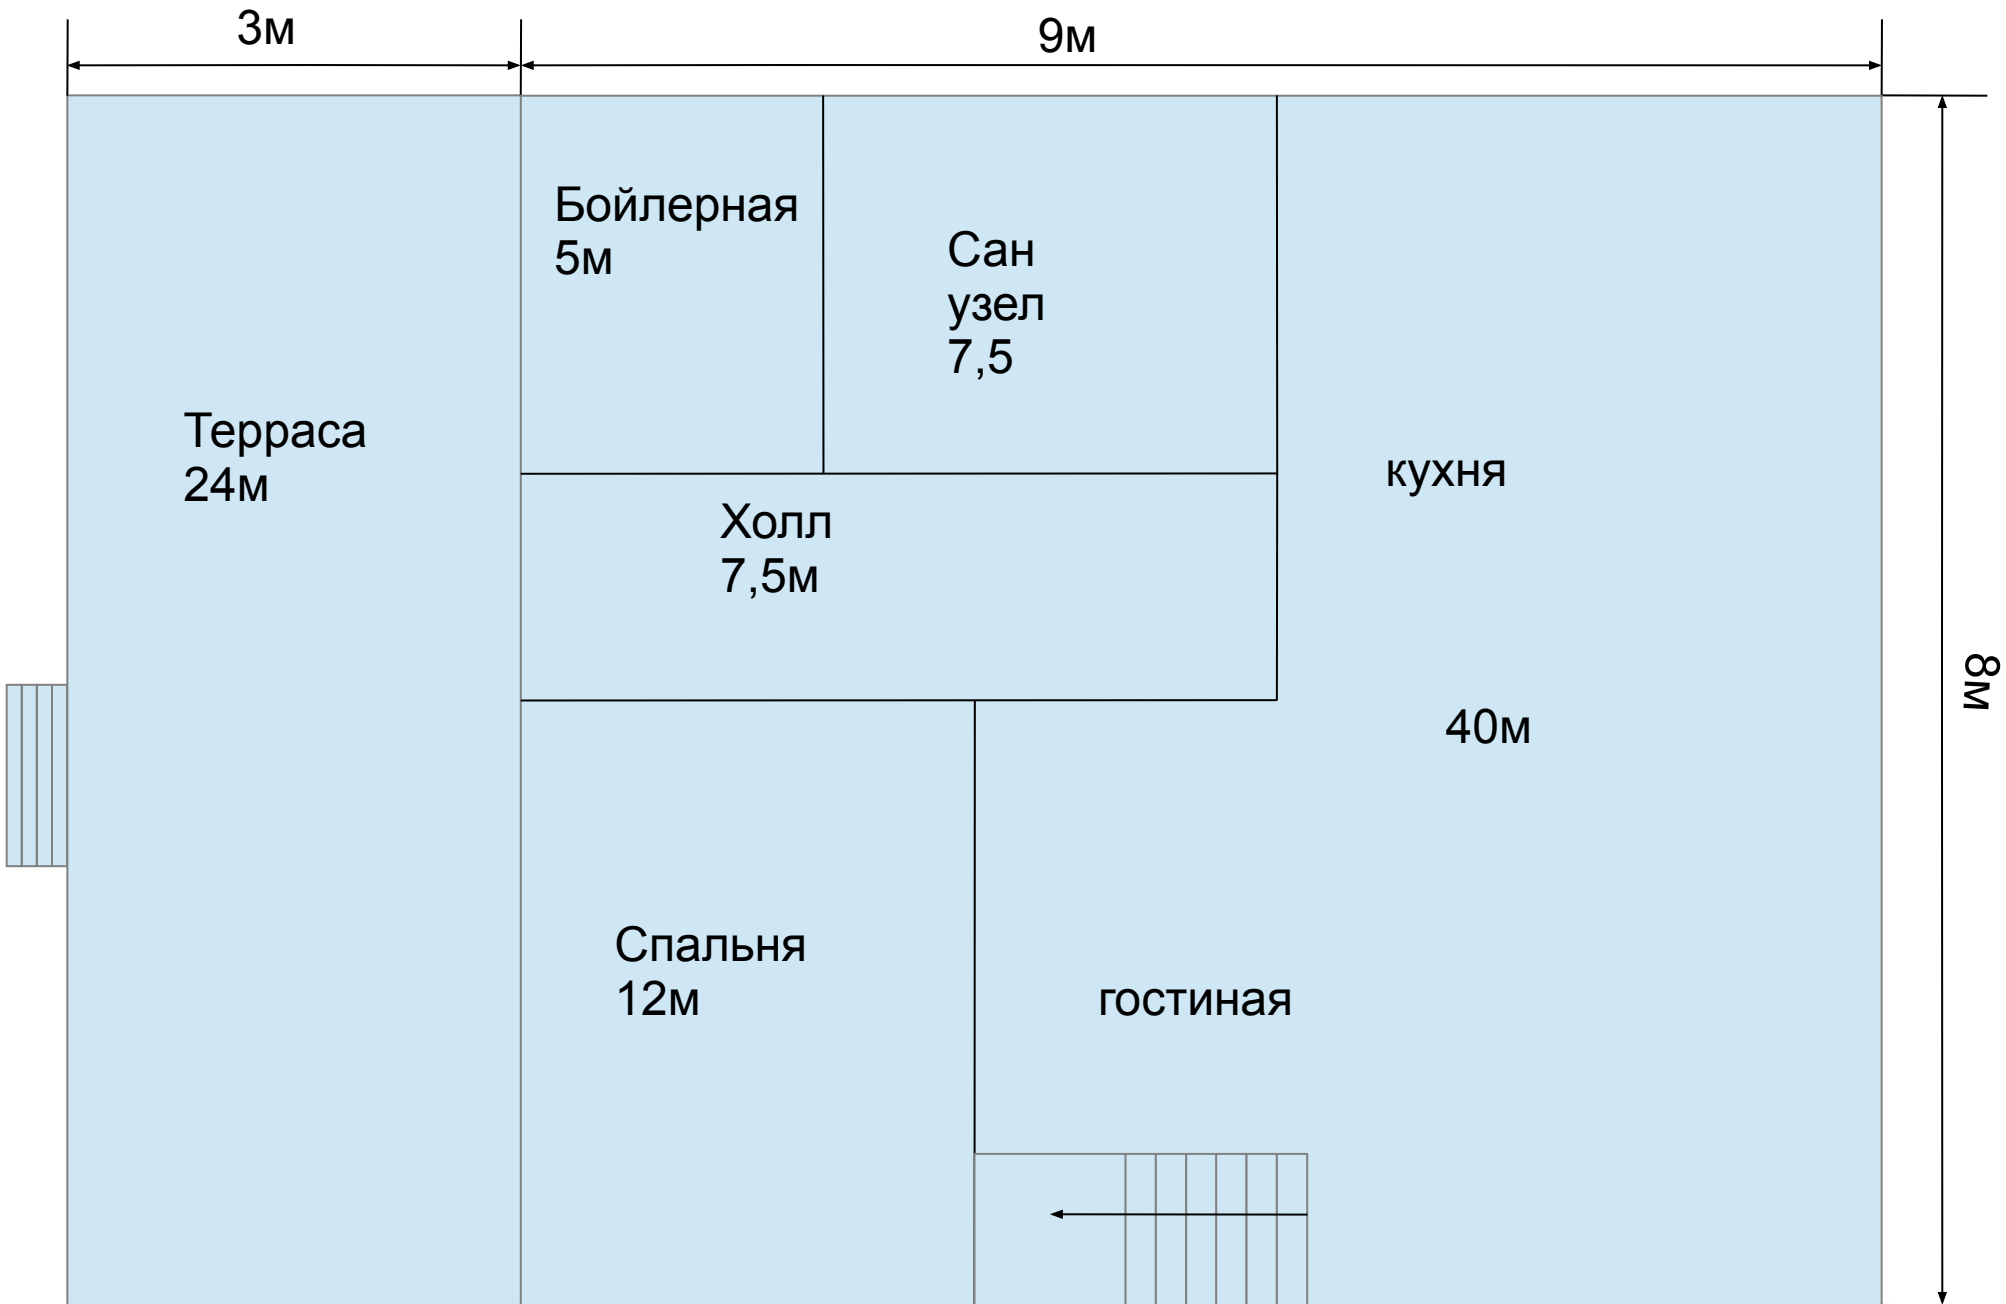 3м
9м
Бойлерная
5м
Сан
узел
7,5
Терраса
24м
кухня
Холл
7,5м
8м
40м
Спальня
12м
гостиная